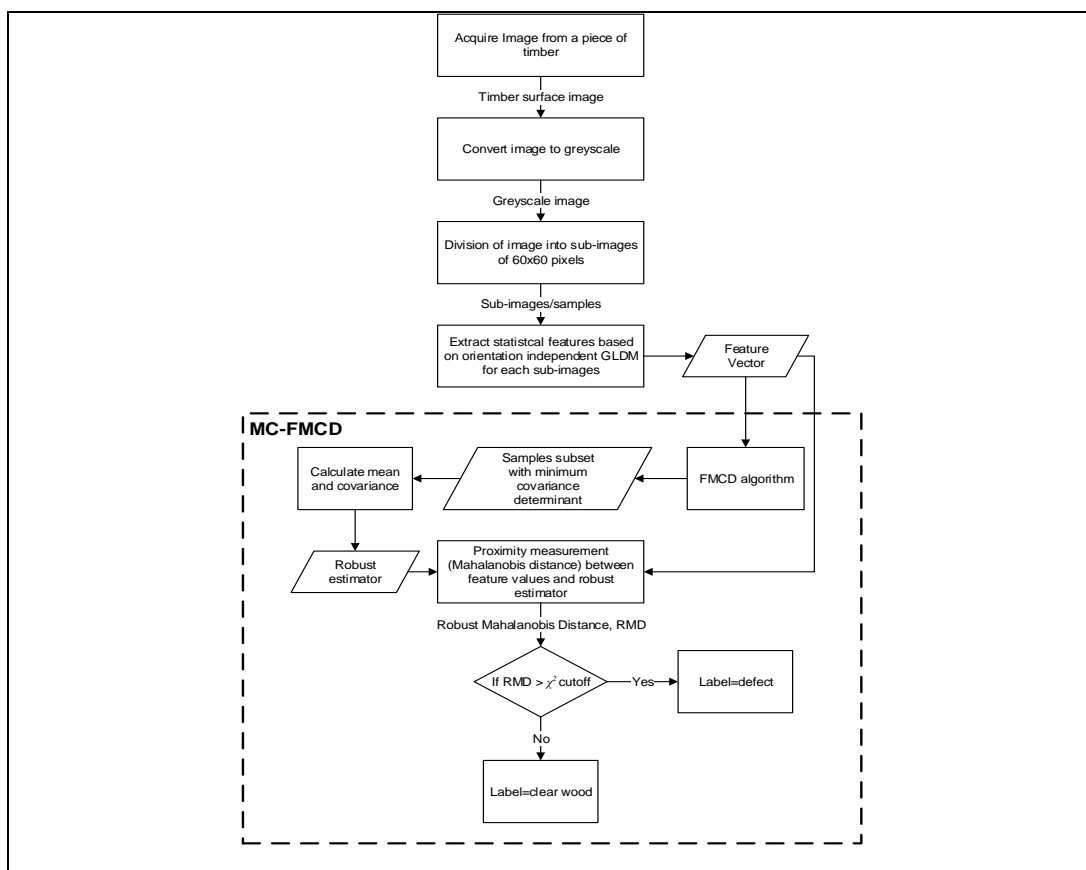 Acquire Image from a piece of
timber
Timber surface image
Convert image to greyscale
Greyscale image
Division of image into sub-images
of 60x60 pixels
Sub-images/samples
Extract statistcal features based
on orientation independent GLDM
for each sub-images
Feature
Vector
MC-FMCD
Calculate mean
and covariance
Samples subset
with minimum
covariance
determinant
FMCD algorithm
Robust
estimator
Proximity measurement
(Mahalanobis distance) between
feature values and robust
estimator
Robust Mahalanobis Distance, RMD
If RMD > χ² cutoff
Yes
Label=defect
No
Label=clear wood